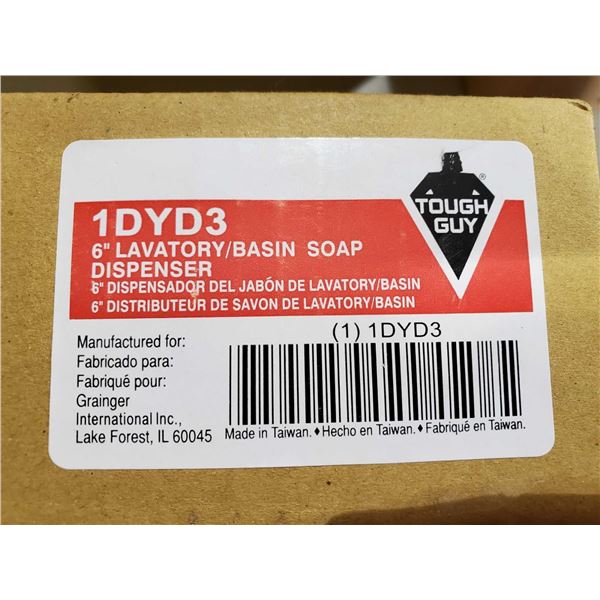 TOUGH
GUY
®
1DYD3
6" LAVATORY/BASIN SOAP
DISPENSER
6" DISPENSADOR DEL JABÓN DE LAVATORY/BASIN
6" DISTRIBUTEUR DE SAVON DE LAVATORY/BASIN
Manufactured for:
Fabricado para:
Fabriqué pour:
Grainger
International Inc.,
Lake Forest, IL 60045
(1) 1DYD3
Made in Taiwan. ♦ Hecho en Taiwan. ♦ Fabriqué en Taiwan.